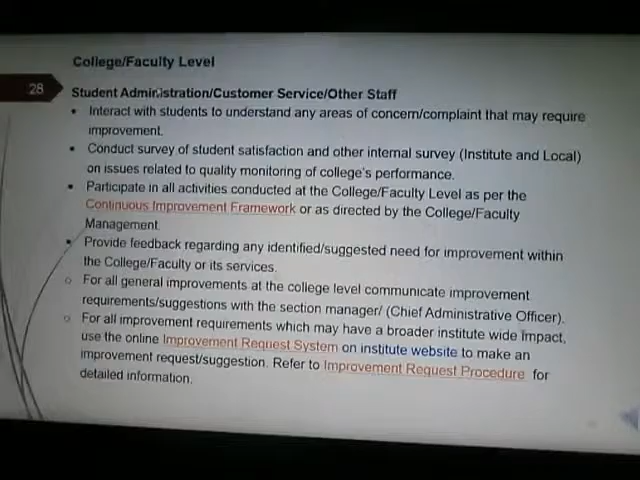 College/Faculty Level
28
Student Administration/Customer Service/Other Staff
• Interact with students to understand any areas of concern/complaint that may require
improvement.
• Conduct survey of student satisfaction and other internal survey (Institute and Local)
on issues related to quality monitoring of college's performance.
• Participate in all activities conducted at the College/Faculty Level as per the
Continuous Improvement Framework or as directed by the College/Faculty
Management.
• Provide feedback regarding any identified/suggested need for improvement within
the College/Faculty or its services.
o For all general improvements at the college level communicate improvement
requirements/suggestions with the section manager/ (Chief Administrative Officer).
o For all improvement requirements which may have a broader institute wide Impact,
use the online Improvement Request System on institute website to make an
improvement request/suggestion. Refer to Improvement Request Procedure for
detailed information.